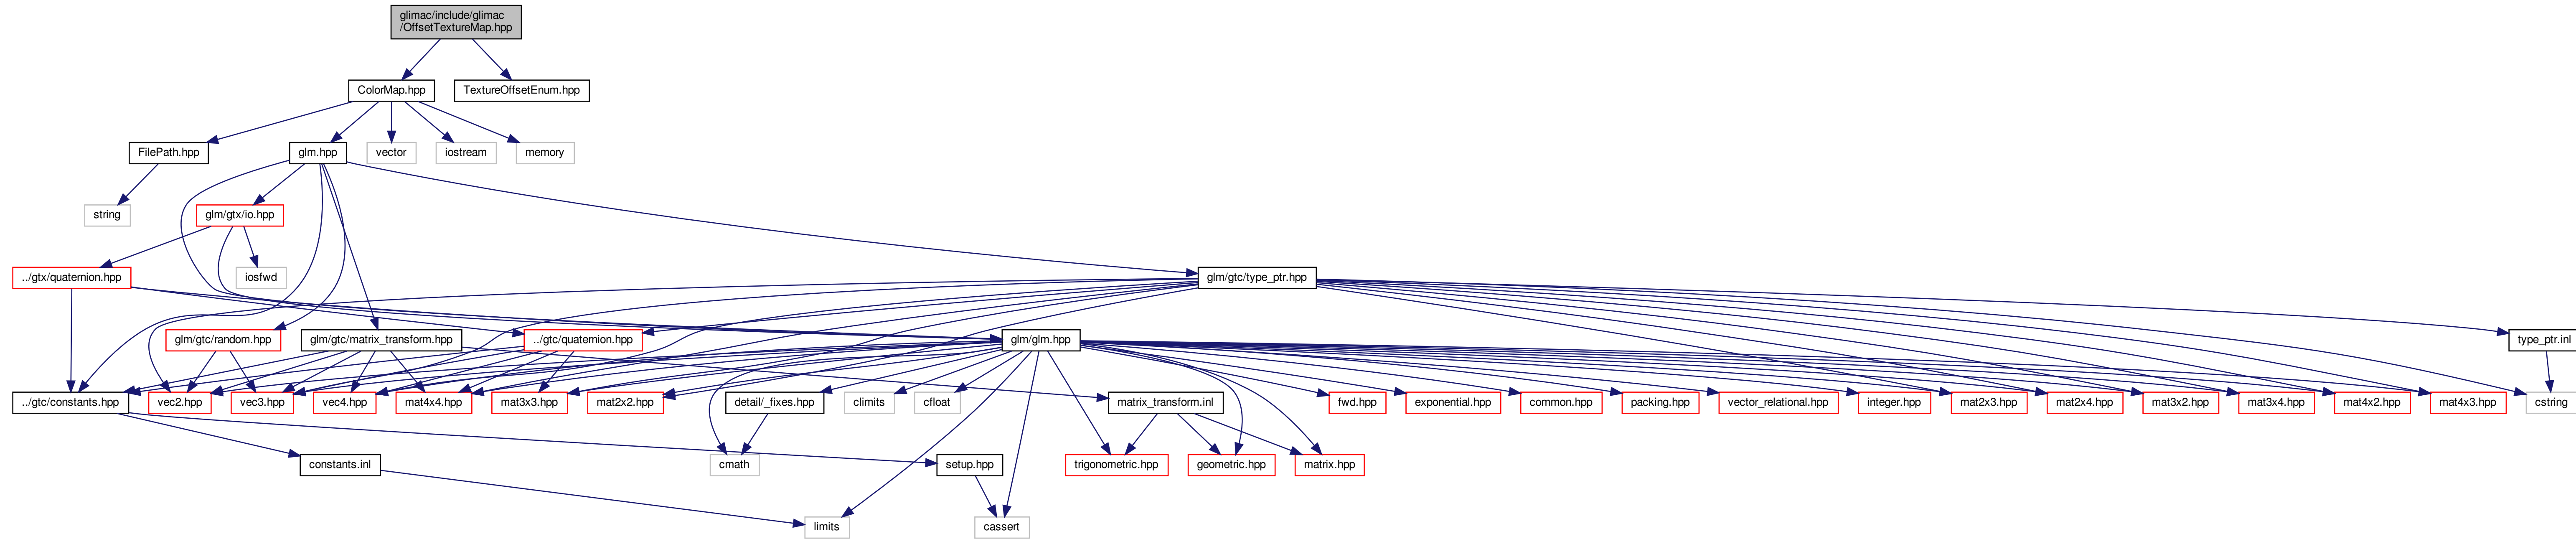 glimac/include/glimac
/OffsetTextureMap.hpp
ColorMap.hpp
TextureOffsetEnum.hpp
FilePath.hpp
glm.hpp
vector
iostream
memory
string
glm/gtx/io.hpp
../gtx/quaternion.hpp
iosfwd
glm/gtc/type_ptr.hpp
glm/gtc/random.hpp
glm/gtc/matrix_transform.hpp
../gtc/quaternion.hpp
glm/glm.hpp
type_ptr.inl
../gtc/constants.hpp
vec2.hpp
vec3.hpp
vec4.hpp
mat4x4.hpp
mat3x3.hpp
mat2x2.hpp
detail/_fixes.hpp
climits
cfloat
matrix_transform.inl
fwd.hpp
exponential.hpp
common.hpp
packing.hpp
vector_relational.hpp
integer.hpp
mat2x3.hpp
mat2x4.hpp
mat3x2.hpp
mat3x4.hpp
mat4x2.hpp
mat4x3.hpp
cstring
constants.inl
cmath
setup.hpp
trigonometric.hpp
geometric.hpp
matrix.hpp
limits
cassert